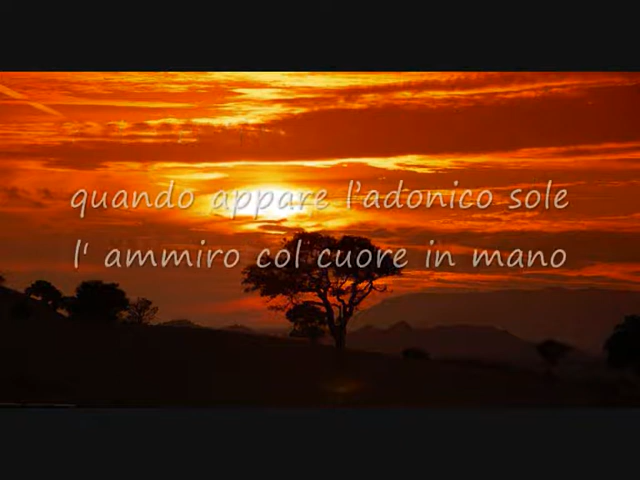 quando appare l'adonico sole
l' ammiro col cuore in mano